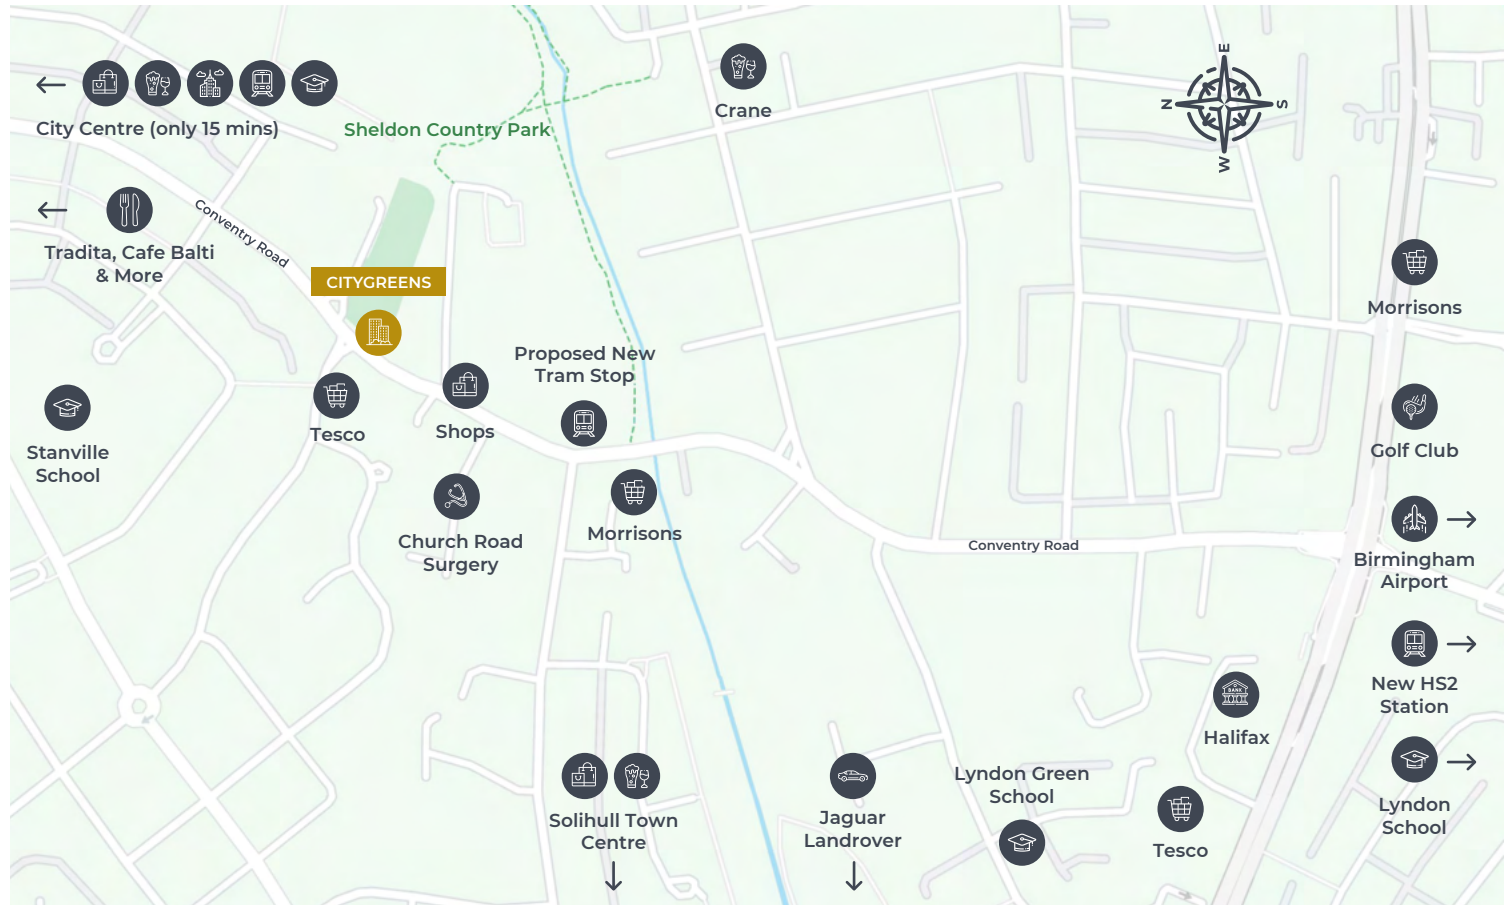 City Centre (only 15 mins)
Sheldon Country Park
Crane
E
N
S
W
Conventry Road
Tradita, Cafe Balti
& More
CITYGREENS
Morrisons
Proposed New
Tram Stop
Tesco
Shops
Stanville
School
Golf Club
Church Road
Surgery
Morrisons
Conventry Road
Birmingham
Airport
New HS2
Station
BANK
Halifax
Lyndon Green
School
Solihull Town
Centre
Jaguar
Landrover
Tesco
Lyndon
School